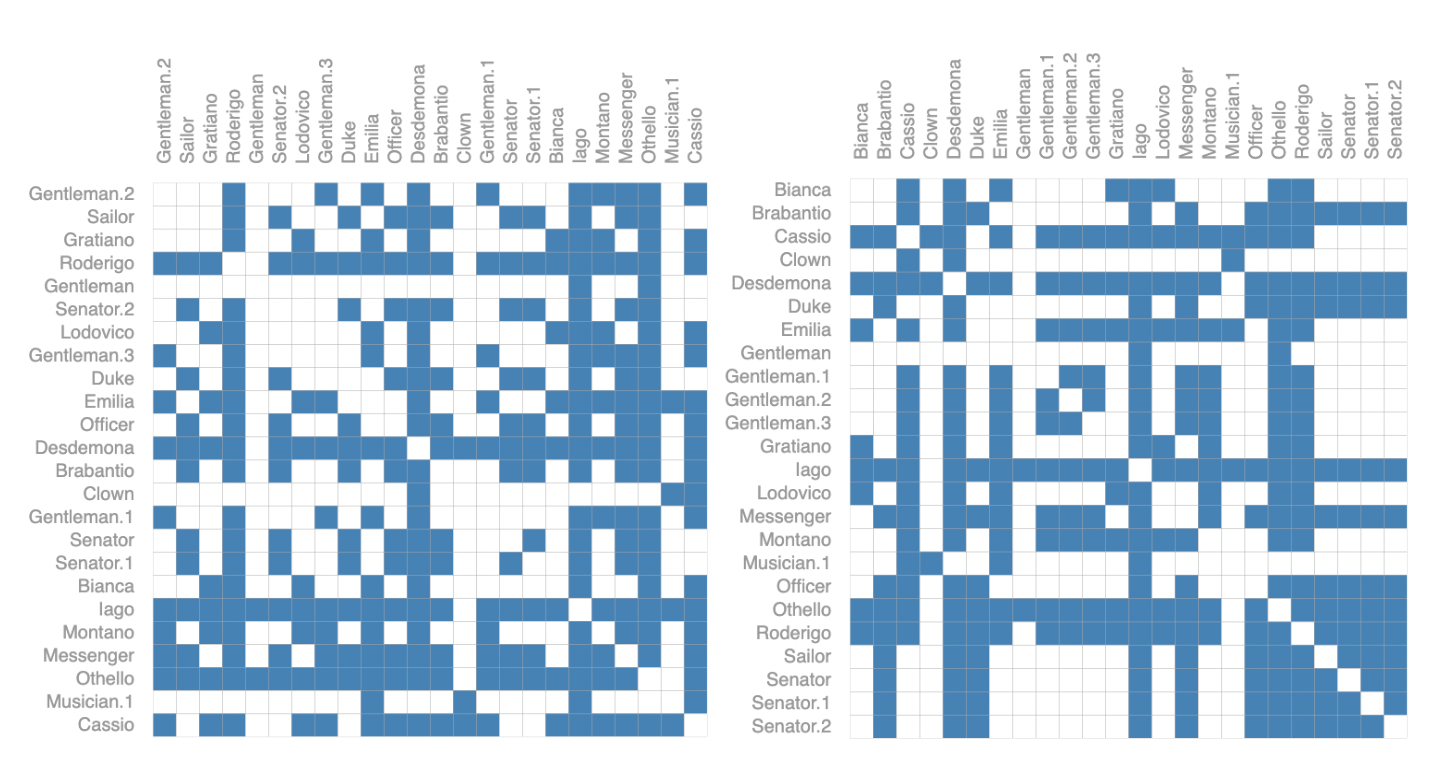 Gentleman.2
Sailor
Gratiano
Roderigo
Gentleman
Senator.2
Lodovico
Gentleman.3
Duke
Emilia
Officer
Desdemona
Brabantio
Clown
Gentleman.1
Senator
Senator.1
Bianca
Iago
Montano
Messenger
Othello
Musician.1
Cassio
Gentleman.2
Sailor
Gratiano
Roderigo
Gentleman
Senator.2
Lodovico
Gentleman.3
Duke
Emilia
Officer
Desdemona
Brabantio
Clown
Gentleman.1
Senator
Senator.1
Bianca
Iago
Montano
Messenger
Othello
Musician.1
Cassio
Bianca
Brabantio
Cassio
Clown
Desdemona
Duke
Emilia
Gentleman
Gentleman.1
Gentleman.2
Gentleman.3
Gratiano
Iago
Lodovico
Messenger
Montano
Musician.1
Officer
Othello
Roderigo
Sailor
Senator
Senator.1
Senator.2
Bianca
Brabantio
Cassio
Clown
Desdemona
Duke
Emilia
Gentleman
Gentleman.1
Gentleman.2
Gentleman.3
Gratiano
Iago
Lodovico
Messenger
Montano
Musician.1
Officer
Othello
Roderigo
Sailor
Senator
Senator.1
Senator.2